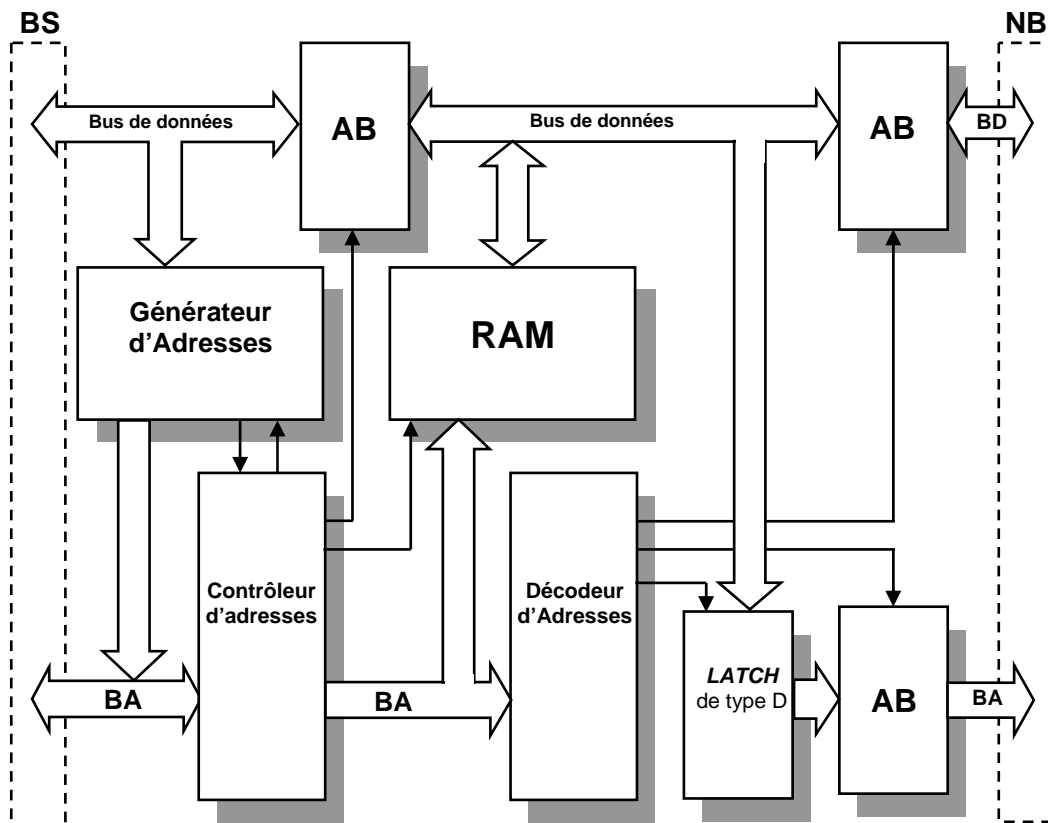 BS
NB
Bus de données
AB
Bus de données
AB
BD
Générateur
d'Adresses
RAM
Contrôleur
d'adresses
Décodeur
d'Adresses
LATCH
de type D
BA
BA
AB
BA